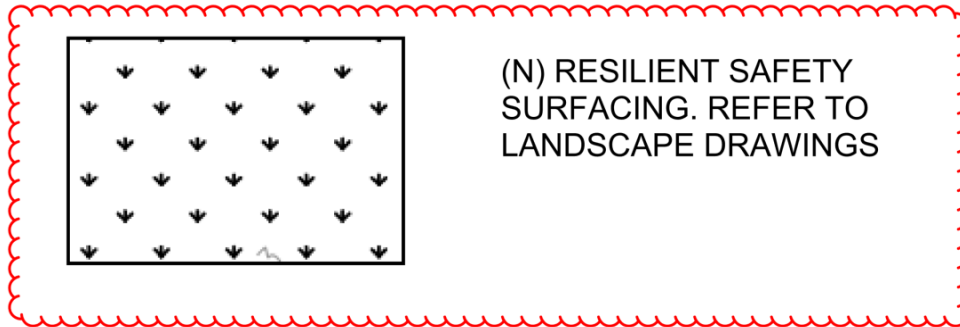 (N) RESILIENT SAFETY
SURFACING. REFER TO
LANDSCAPE DRAWINGS